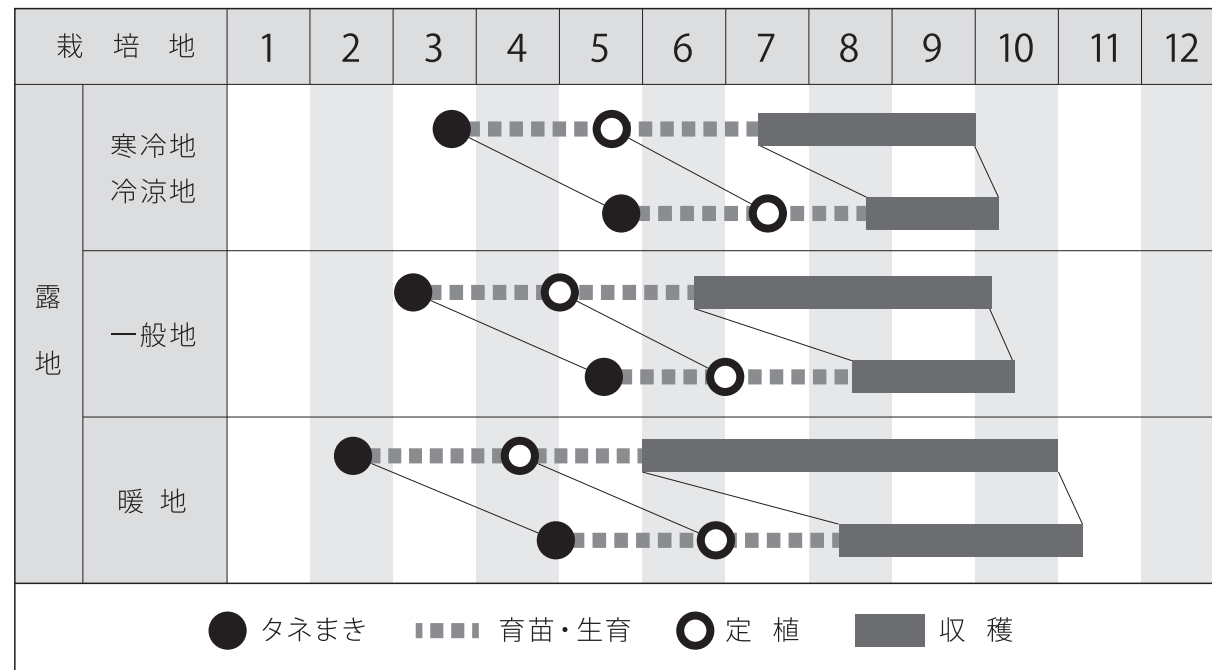 栽培地 1 2 3 4 5 6 7 8 9 10 11 12
露地
寒冷地
冷涼地
一般地
暖地
タネまき 育苗・生育 定植 収穫